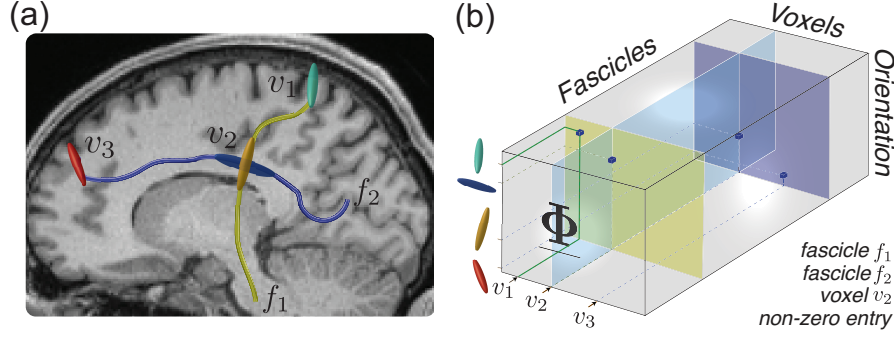 (a)
v₁
v₂
v₃
f₂
f₁
(b)
Fascicles
Voxels
Orientation
Φ
v₁
v₂
v₃
fascicle f₁
fascicle f₂
voxel v₂
non-zero entry